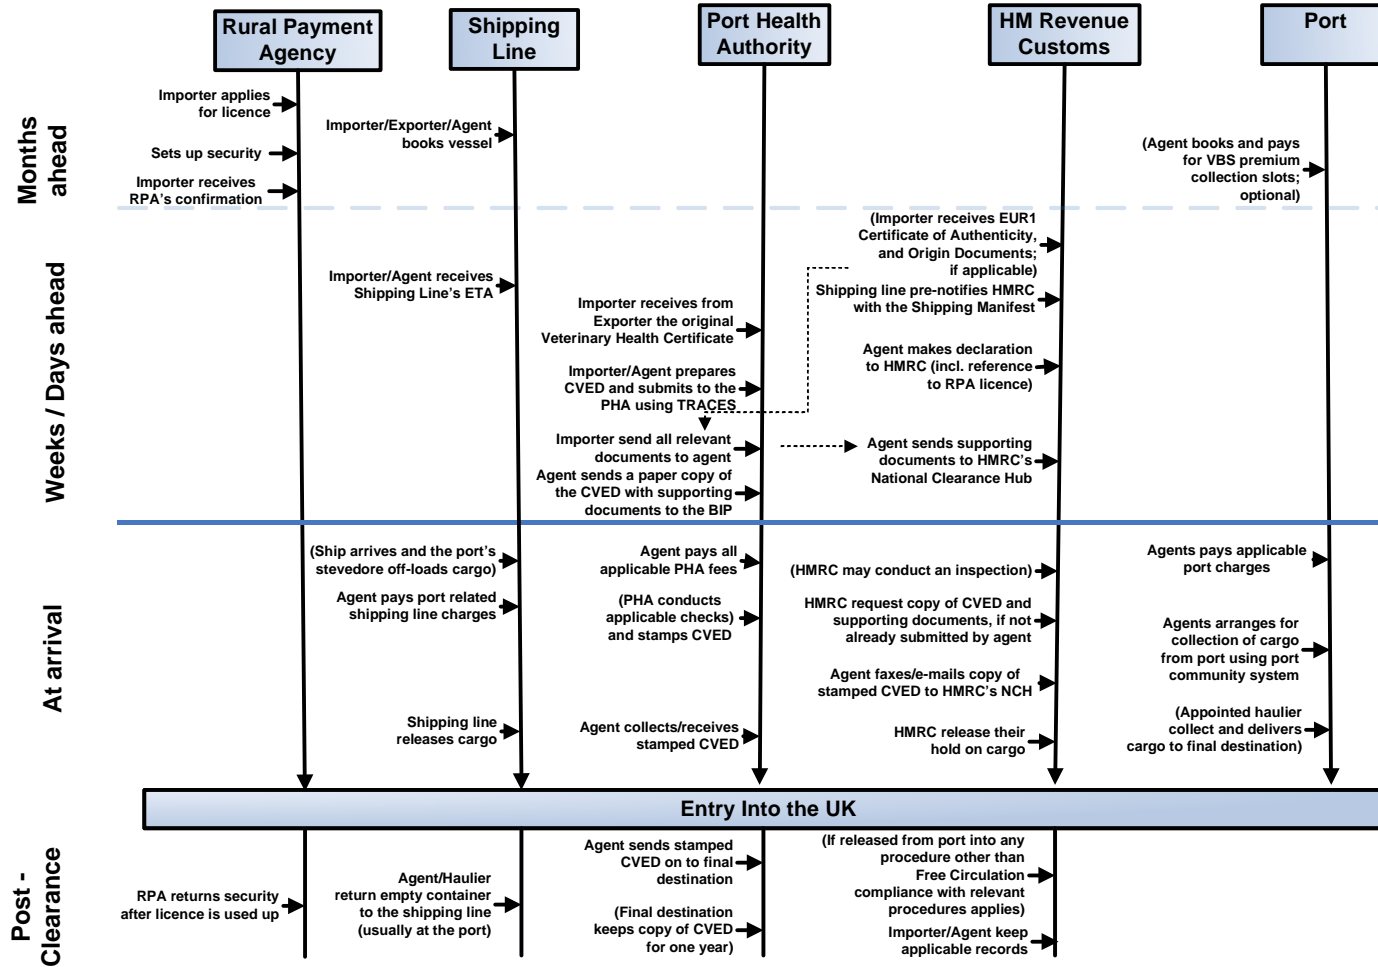 Rural Payment
Agency
Shipping
Line
Port Health
Authority
HM Revenue
Customs
Port
Months
ahead
Importer applies
for licence
Sets up security
Importer receives
RPA's confirmation
Importer/Exporter/Agent
books vessel
(Agent books and pays
for VBS premium
collection slots;
optional)
Weeks / Days ahead
Importer/Agent receives
Shipping Line's ETA
Importer receives from
Exporter the original
Veterinary Health Certificate
Importer/Agent prepares
CVED and submits to the
PHA using TRACES
Importer send all relevant
documents to agent
Agent sends a paper copy of
the CVED with supporting
documents to the BIP
(Importer receives EUR1
Certificate of Authenticity,
and Origin Documents;
if applicable)
Shipping line pre-notifies HMRC
with the Shipping Manifest
Agent makes declaration
to HMRC (incl. reference
to RPA licence)
Agent sends supporting
documents to HMRC's
National Clearance Hub
At arrival
(Ship arrives and the port's
stevedore off-loads cargo)
Agent pays port related
shipping line charges
Shipping line
releases cargo
Agent pays all
applicable PHA fees
(PHA conducts
applicable checks)
and stamps CVED
Agent collects/receives
stamped CVED
(HMRC may conduct an inspection)
HMRC request copy of CVED and
supporting documents, if not
already submitted by agent
Agent faxes/e-mails copy of
stamped CVED to HMRC's NCH
HMRC release their
hold on cargo
Agents pays applicable
port charges
Agents arranges for
collection of cargo
from port using port
community system
(Appointed haulier
collect and delivers
cargo to final destination)
Entry Into the UK
Post -
Clearance
RPA returns security
after licence is used up
Agent/Haulier
return empty container
to the shipping line
(usually at the port)
Agent sends stamped
CVED on to final
destination
(Final destination
keeps copy of CVED
for one year)
(If released from port into any
procedure other than
Free Circulation
compliance with relevant
procedures applies)
Importer/Agent keep
applicable records